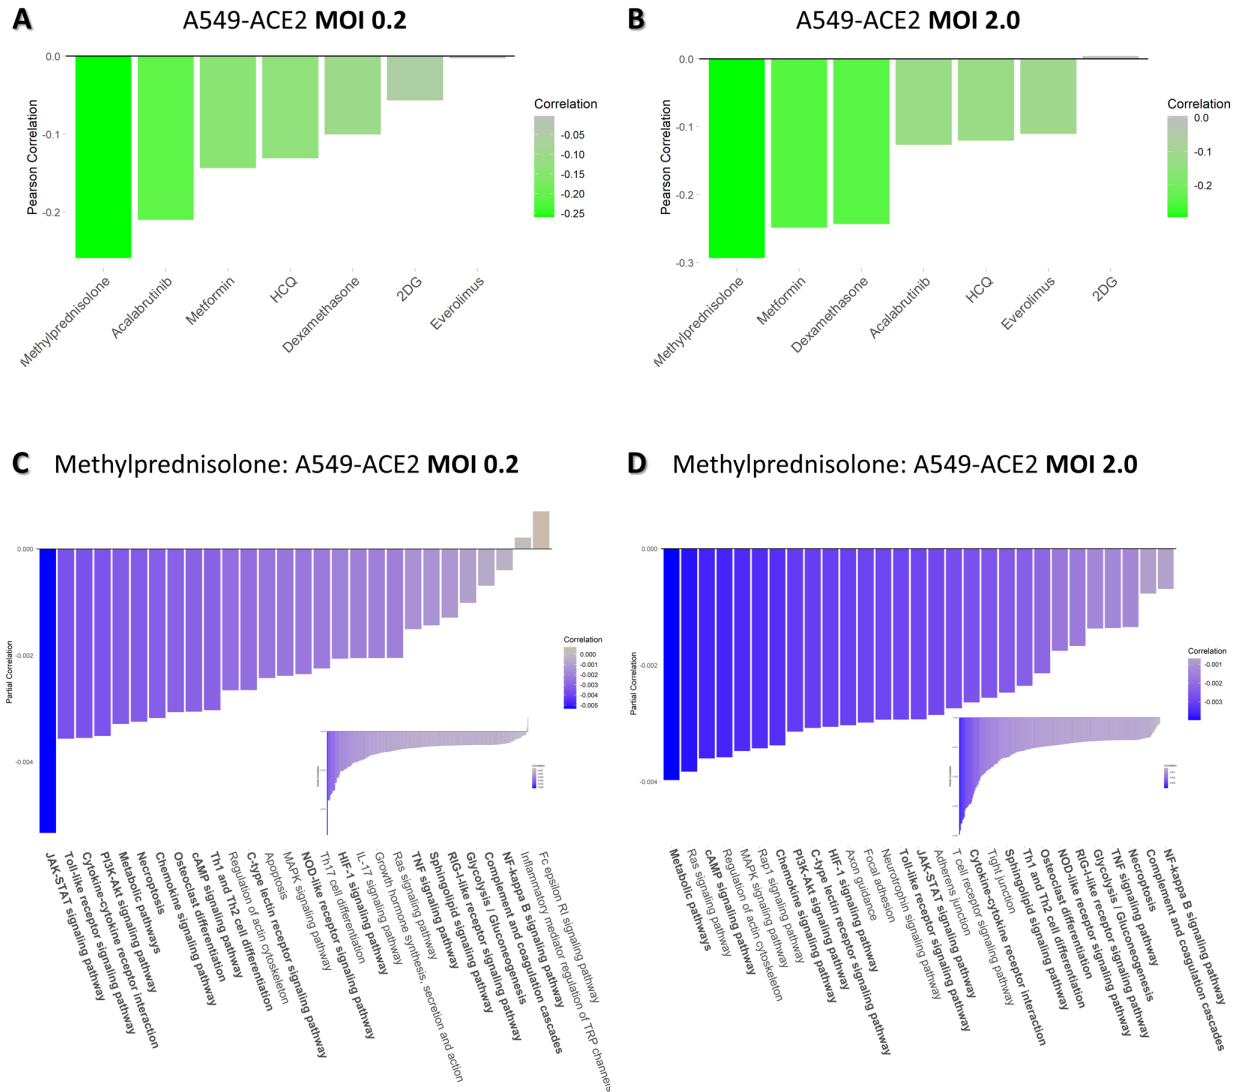 A
A549-ACE2 MOI 0.2
Pearson Correlation
0.0
-0.1
-0.2
Methylprednisolone
Acalabrutinib
Metformin
HCQ
Dexamethasone
2DG
Everolimus
Correlation
-0.05
-0.10
-0.15
-0.20
-0.25
B
A549-ACE2 MOI 2.0
Pearson Correlation
0.0
-0.1
-0.2
-0.3
Methylprednisolone
Metformin
Dexamethasone
Acalabrutinib
HCQ
Everolimus
2DG
Correlation
0.0
-0.1
-0.2
C
Methylprednisolone: A549-ACE2 MOI 0.2
Partial Correlation
0.000
-0.002
-0.004
Correlation
0.000
-0.001
-0.002
-0.003
-0.004
-0.005
JAK-STAT signaling pathway
Toll-like receptor signaling pathway
Cytokine-cytokine receptor interaction
PI3K-Akt signaling pathway
Metabolic pathways
Necroptosis
Chemokine signaling pathway
Osteoclast differentiation
cAMP signaling pathway
Th1 and Th2 cell differentiation
Regulation of actin cytoskeleton
C-type lectin receptor signaling pathway
Apoptosis
MAPK signaling pathway
NOD-like receptor signaling pathway
Th17 cell differentiation
HIF-1 signaling pathway
IL-17 signaling pathway
Growth hormone synthesis, secretion and action
Ras signaling pathway
TNF signaling pathway
Sphingolipid signaling pathway
RIG-I-like receptor signaling pathway
Glycolysis / Gluconeogenesis
Complement and coagulation cascades
NF-kappa B signaling pathway
Inflammatory mediator regulation of TRP channels
Fc epsilon RI signaling pathway
D
Methylprednisolone: A549-ACE2 MOI 2.0
Partial Correlation
0.000
-0.002
-0.004
Correlation
-0.001
-0.002
-0.003
Metabolic pathways
Ras signaling pathway
cAMP signaling pathway
Regulation of actin cytoskeleton
MAPK signaling pathway
Rap1 signaling pathway
Chemokine signaling pathway
PI3K-Akt signaling pathway
C-type lectin receptor signaling pathway
HIF-1 signaling pathway
Axon guidance
Focal adhesion
Neurotrophin signaling pathway
Toll-like receptor signaling pathway
JAK-STAT signaling pathway
Adherens junction
T cell receptor signaling pathway
Cytokine-cytokine receptor interaction
Tight junction
Sphingolipid signaling pathway
Th1 and Th2 cell differentiation
Osteoclast differentiation
NOD-like receptor signaling pathway
RIG-I-like receptor signaling pathway
Glycolysis / Gluconeogenesis
TNF signaling pathway
Necroptosis
Complement and coagulation cascades
NF-kappa B signaling pathway